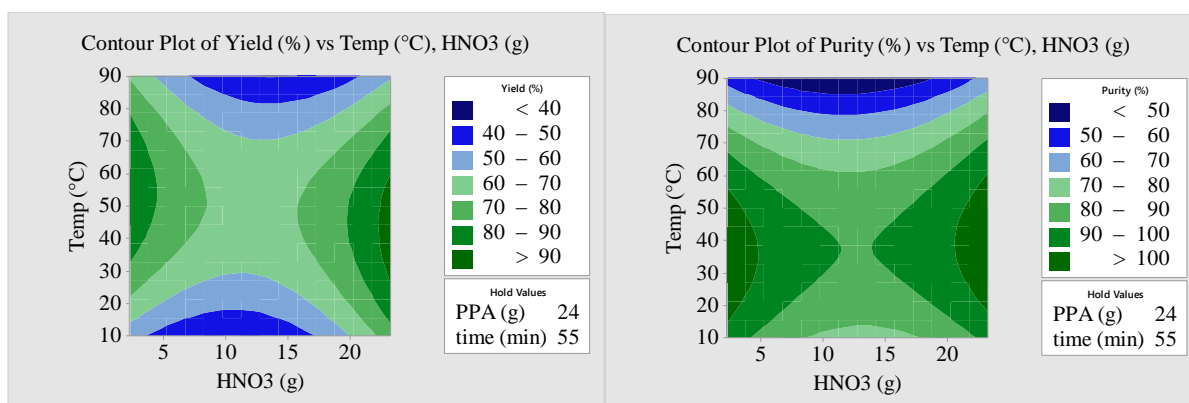 Contour Plot of Yield (%) vs Temp (°C), HNO3 (g)
90
80
70
60
50
40
30
20
10
Temp (°C)
5
10
15
20
HNO3 (g)
Yield (%)
< 40
40 – 50
50 – 60
60 – 70
70 – 80
80 – 90
> 90
Hold Values
PPA (g) 24
time (min) 55
Contour Plot of Purity (%) vs Temp (°C), HNO3 (g)
90
80
70
60
50
40
30
20
10
Temp (°C)
5
10
15
20
HNO3 (g)
Purity (%)
< 50
50 – 60
60 – 70
70 – 80
80 – 90
90 – 100
> 100
Hold Values
PPA (g) 24
time (min) 55